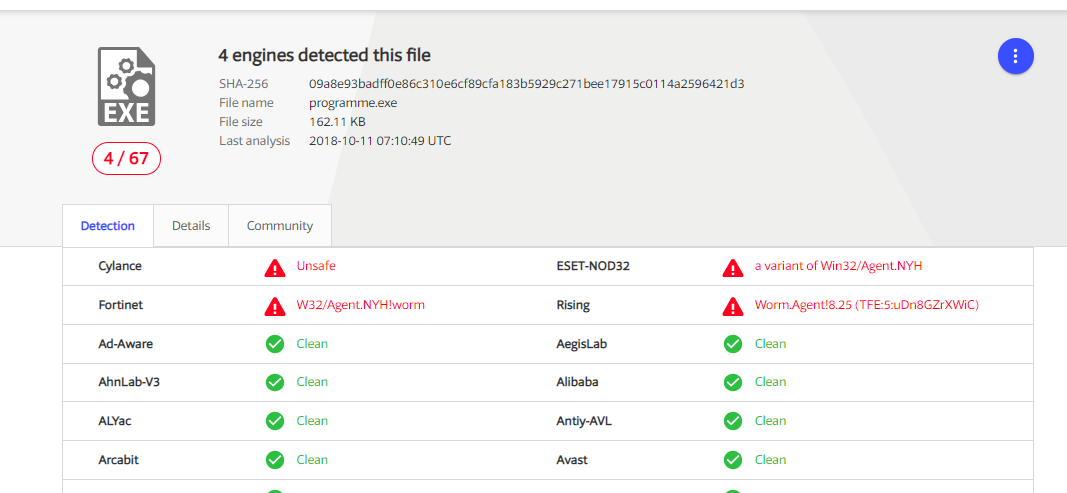 4 engines detected this file
SHA-256 09a8e93badff0e86c310e6cf89cfa183b5929c271bee17915c0114a2596421d3
File name programme.exe
File size 162.11 KB
Last analysis 2018-10-11 07:10:49 UTC
EXE
4 / 67
Detection Details Community
Cylance Unsafe ESET-NOD32 a variant of Win32/Agent.NYH
Fortinet W32/Agent.NYH!worm Rising Worm.Agent!8.25 (TFE:5:uDn8GZrXWiC)
Ad-Aware Clean AegisLab Clean
AhnLab-V3 Clean Alibaba Clean
ALYac Clean Antiy-AVL Clean
Arcabit Clean Avast Clean